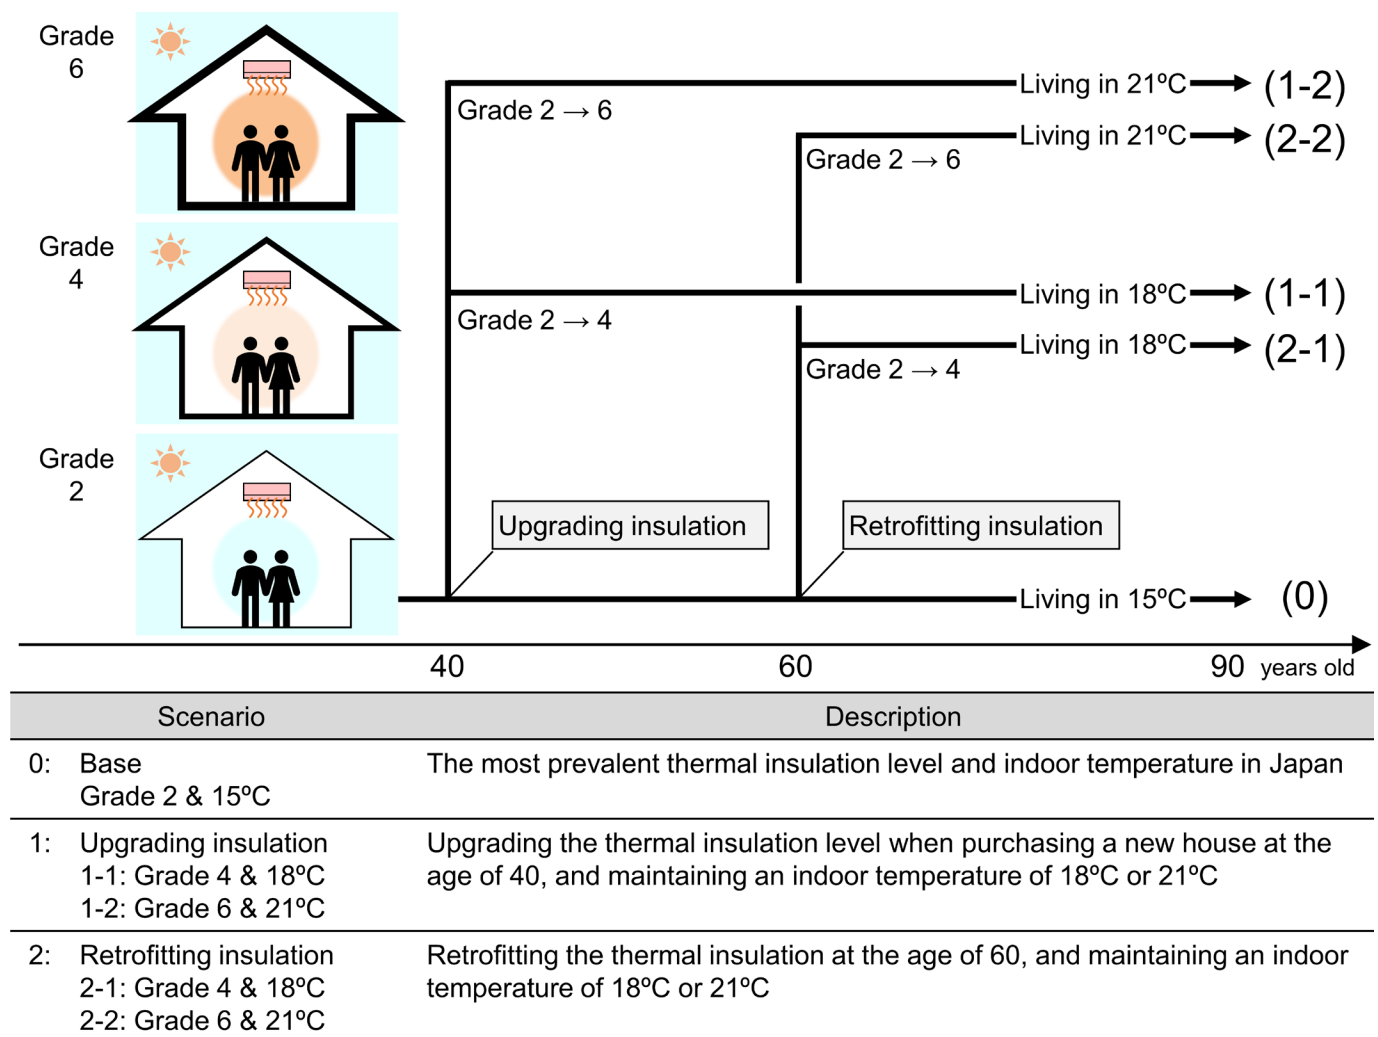 Grade
6
Living in 21ºC
(1-2)
Grade 2 → 6
Living in 21ºC
(2-2)
Grade 2 → 6
Grade
4
Living in 18ºC
(1-1)
Grade 2 → 4
Living in 18ºC
(2-1)
Grade 2 → 4
Grade
2
Upgrading insulation
Retrofitting insulation
Living in 15ºC
(0)
40
60
90
years old
Scenario
Description
0: Base
Grade 2 & 15ºC
The most prevalent thermal insulation level and indoor temperature in Japan
1: Upgrading insulation
1-1: Grade 4 & 18ºC
1-2: Grade 6 & 21ºC
Upgrading the thermal insulation level when purchasing a new house at the
age of 40, and maintaining an indoor temperature of 18ºC or 21ºC
2: Retrofitting insulation
2-1: Grade 4 & 18ºC
2-2: Grade 6 & 21ºC
Retrofitting the thermal insulation at the age of 60, and maintaining an indoor
temperature of 18ºC or 21ºC